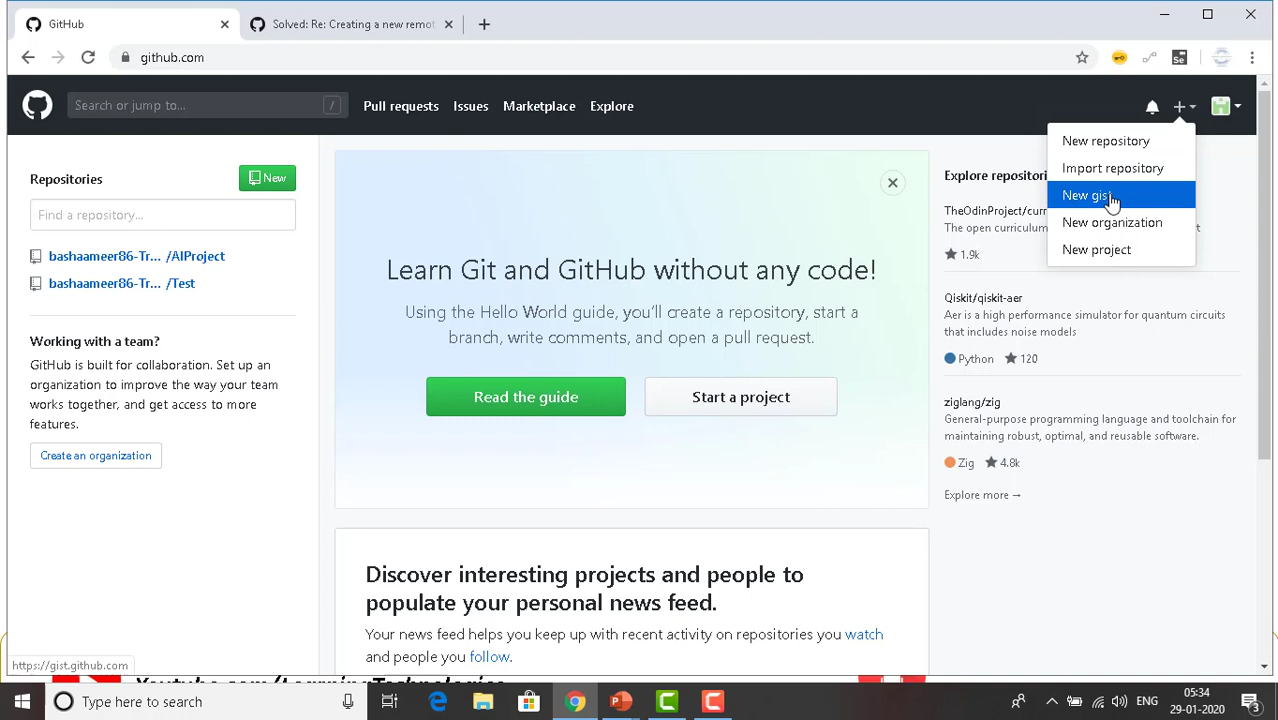 GitHub
Solved: Re: Creating a new remot
github.com
Search or jump to...
/
Pull requests
Issues
Marketplace
Explore
New repository
Import repository
New gist
New organization
New project
Repositories
New
Find a repository...
bashaameer86-Tr... /AIProject
bashaameer86-Tr... /Test
Working with a team?
GitHub is built for collaboration. Set up an
organization to improve the way your team
works together, and get access to more
features.
Create an organization
Learn Git and GitHub without any code!
Using the Hello World guide, you'll create a repository, start a
branch, write comments, and open a pull request.
Read the guide
Start a project
Discover interesting projects and people to
populate your personal news feed.
Your news feed helps you keep up with recent activity on repositories you watch
and people you follow.
Explore repositori
TheOdinProject/curr
The open curriculum
t
1.9k
Qiskit/qiskit-aer
Aer is a high performance simulator for quantum circuits
that includes noise models
Python 120
ziglang/zig
General-purpose programming language and toolchain for
maintaining robust, optimal, and reusable software.
Zig 4.8k
Explore more →
https://gist.github.com
Youtube.com/LearningTechnologies
Type here to search
ENG
05:34
29-01-2020
3